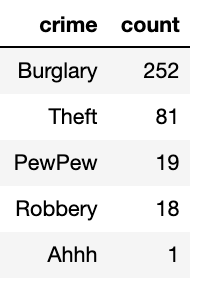 crime count
Burglary 252
Theft 81
PewPew 19
Robbery 18
Ahhh 1